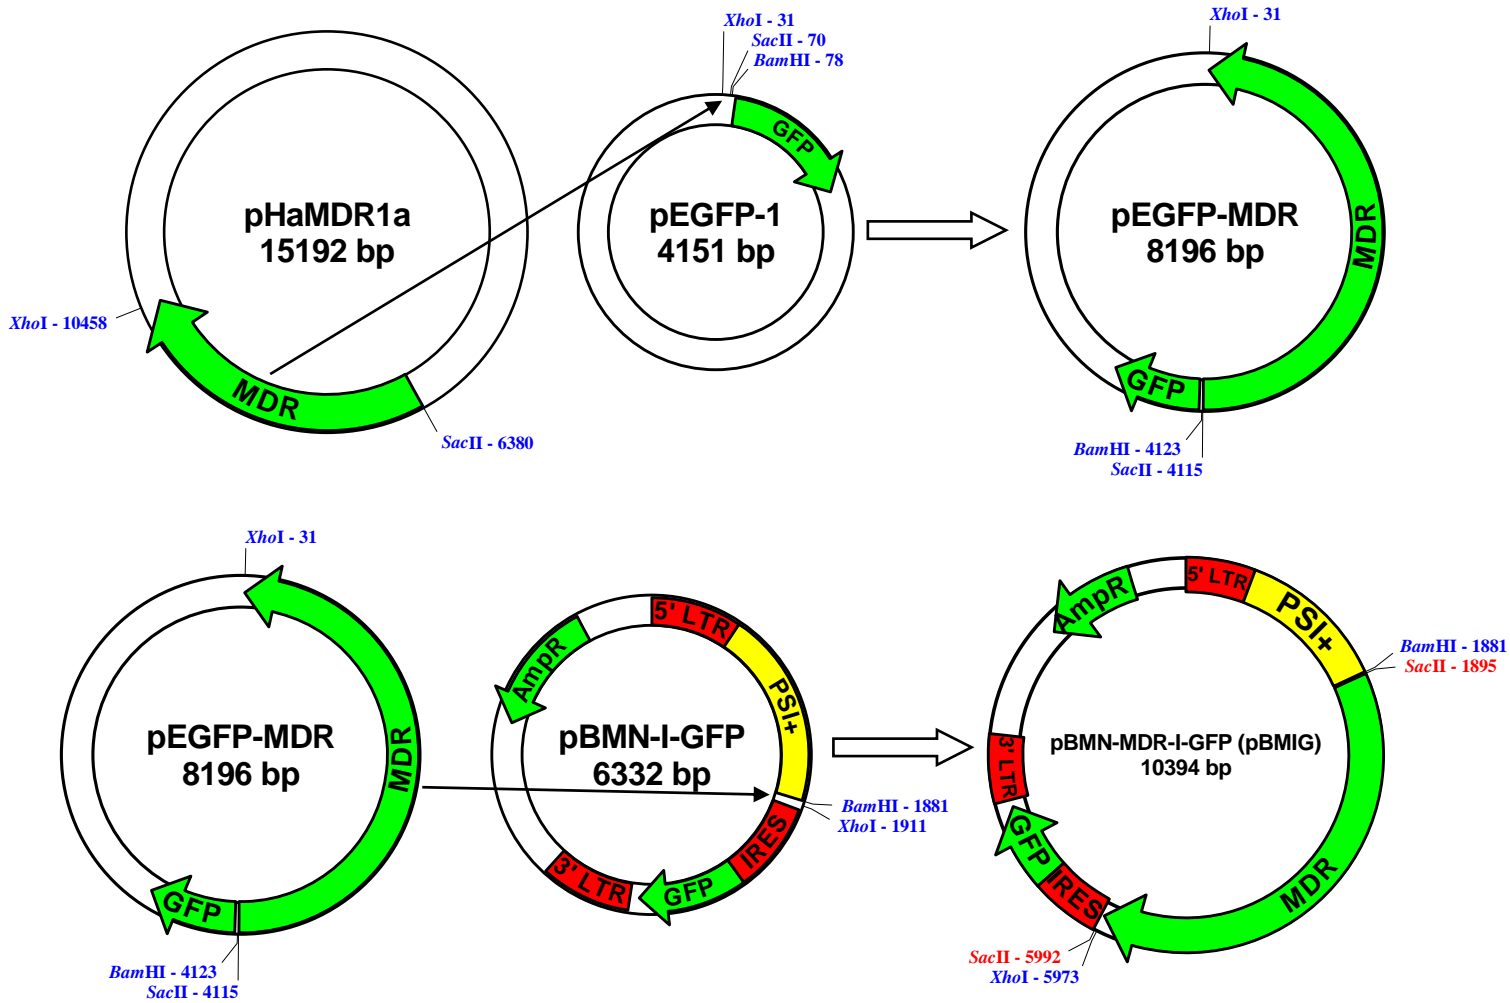 XhoI - 31
SacII - 70
BamHI - 78
GFP
pHaMDR1a
15192 bp
XhoI - 10458
MDR
SacII - 6380
pEGFP-1
4151 bp
XhoI - 31
pEGFP-MDR
8196 bp
MDR
GFP
BamHI - 4123
SacII - 4115
XhoI - 31
pEGFP-MDR
8196 bp
MDR
GFP
BamHI - 4123
SacII - 4115
5' LTR
PSI+
AmpR
pBMN-I-GFP
6332 bp
BamHI - 1881
XhoI - 1911
IRES
GFP
3' LTR
5' LTR
PSI+
AmpR
BamHI - 1881
SacII - 1895
pBMN-MDR-I-GFP (pBMIG)
10394 bp
3' LTR
GFP
IRES
MDR
SacII - 5992
XhoI - 5973